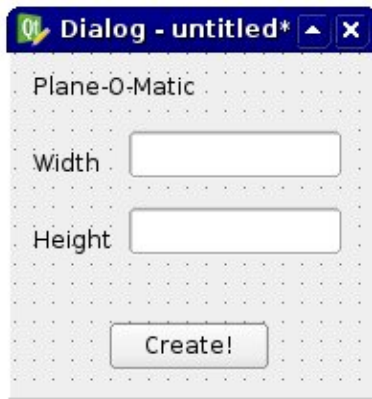 Dialog - untitled*
Plane-O-Matic
Width
Height
Create!